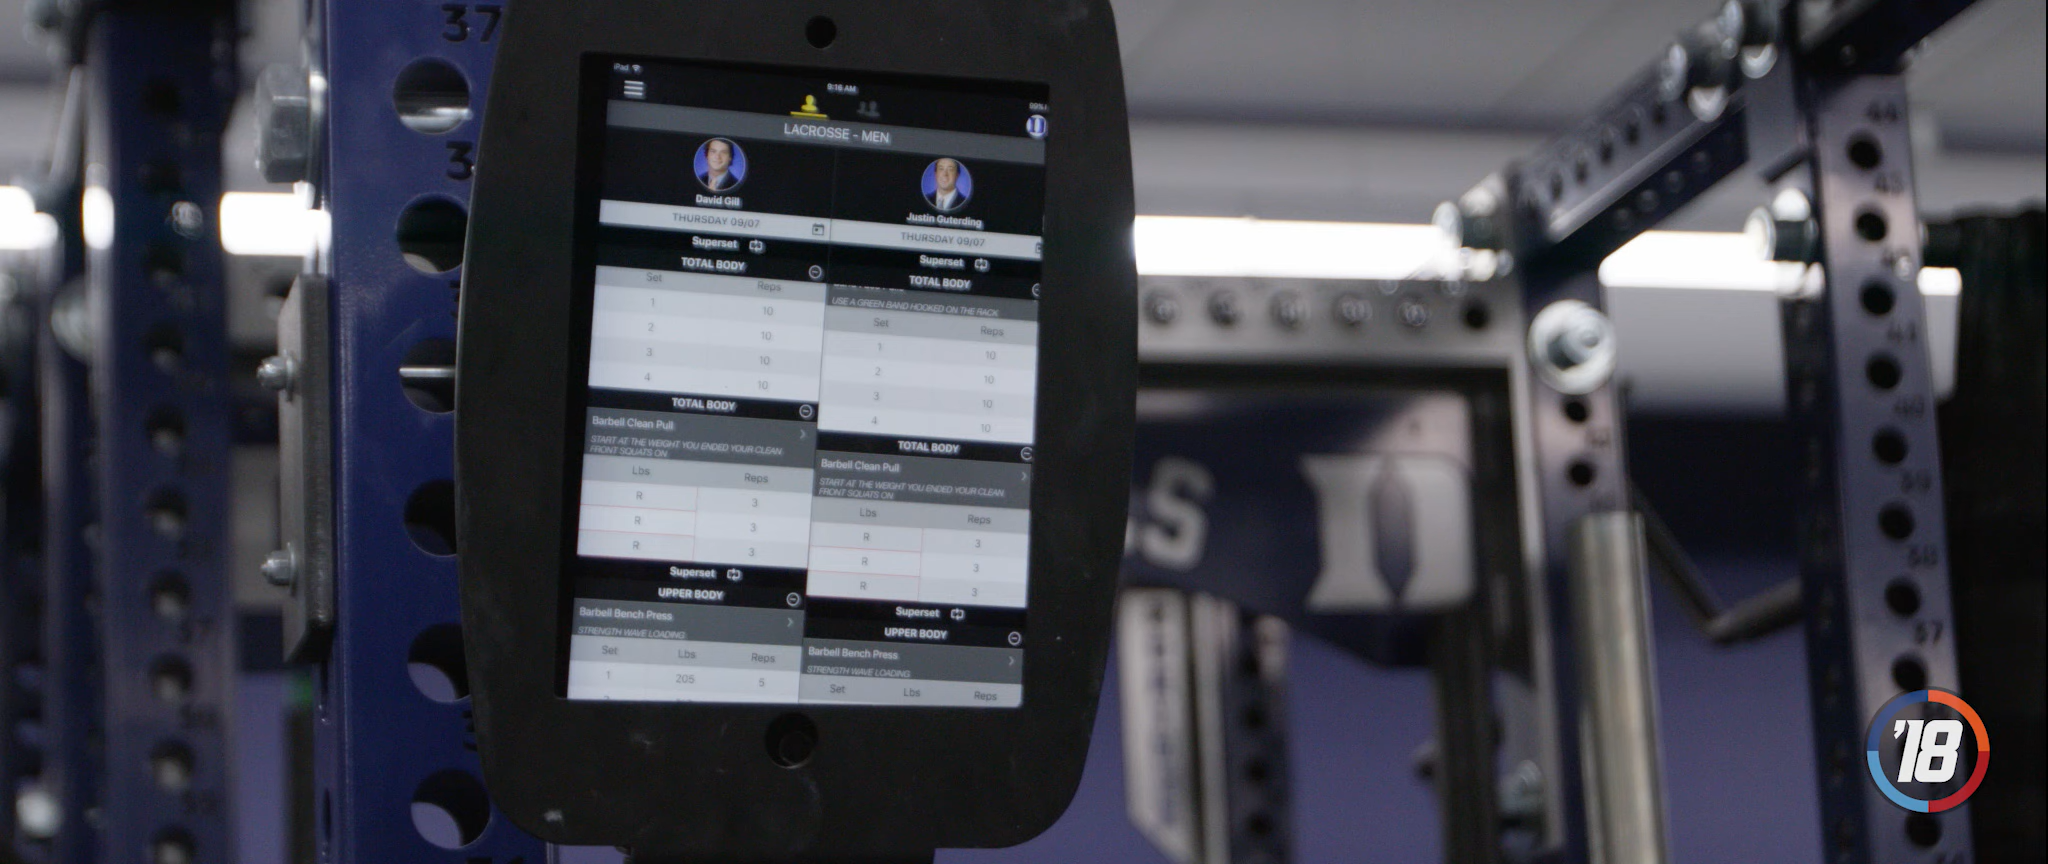 37
iPad
9:16 AM
99%
LACROSSE - MEN
David Gill
THURSDAY 09/07
Superset
TOTAL BODY
Set Reps
1 10
2 10
3 10
4 10
TOTAL BODY
Barbell Clean Pull
START AT THE WEIGHT YOU ENDED YOUR CLEAN
FRONT SQUATS ON
Lbs Reps
R 3
R 3
R 3
Superset
UPPER BODY
Barbell Bench Press
STRENGTH WAVE LOADING
Set Lbs Reps
1 205 5
Justin Guterding
THURSDAY 09/07
Superset
TOTAL BODY
USE A GREEN BAND HOOKED ON THE RACK
Set Reps
1 10
2 10
3 10
4 10
TOTAL BODY
Barbell Clean Pull
START AT THE WEIGHT YOU ENDED YOUR CLEAN
FRONT SQUATS ON
Lbs Reps
R 3
R 3
R 3
Superset
UPPER BODY
Barbell Bench Press
STRENGTH WAVE LOADING
Set Lbs Reps
S D
57
'18